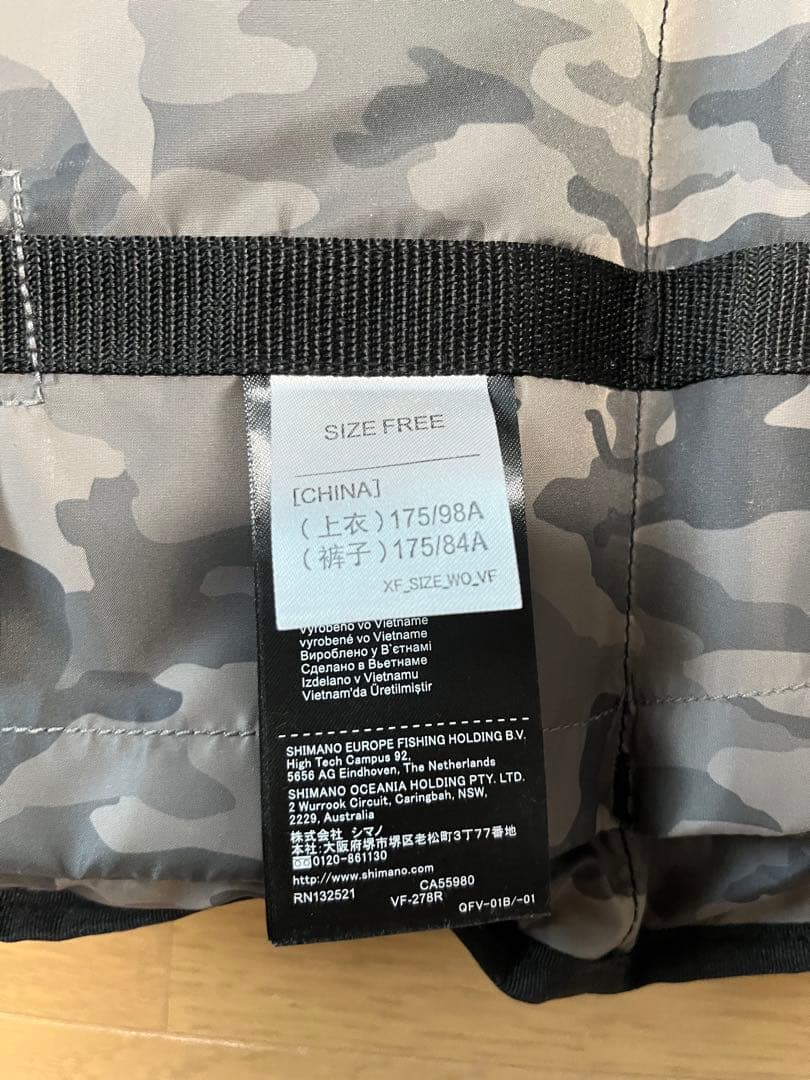 SIZE FREE
[CHINA]
（上衣）175/98A
（裤子）175/84A
XF_SIZE_WO_VF
Vyrobeno vo Vietname
vyrobené vo Vietname
Вироблено у В'єтнамі
Сделано в Вьетнаме
Izdelano v Vietnamu
Vietnam'da Üretilmiştir
SHIMANO EUROPE FISHING HOLDING B.V.
High Tech Campus 92,
5656 AG Eindhoven, The Netherlands
SHIMANO OCEANIA HOLDING PTY. LTD.
2 Wurrook Circuit, Caringbah, NSW,
2229, Australia
株式会社 シマノ
本社:大阪府堺市堺区老松町3丁77番地
0120-861130
http://www.shimano.com
RN132521 CA55980
VF-278R QFV-01B/-01